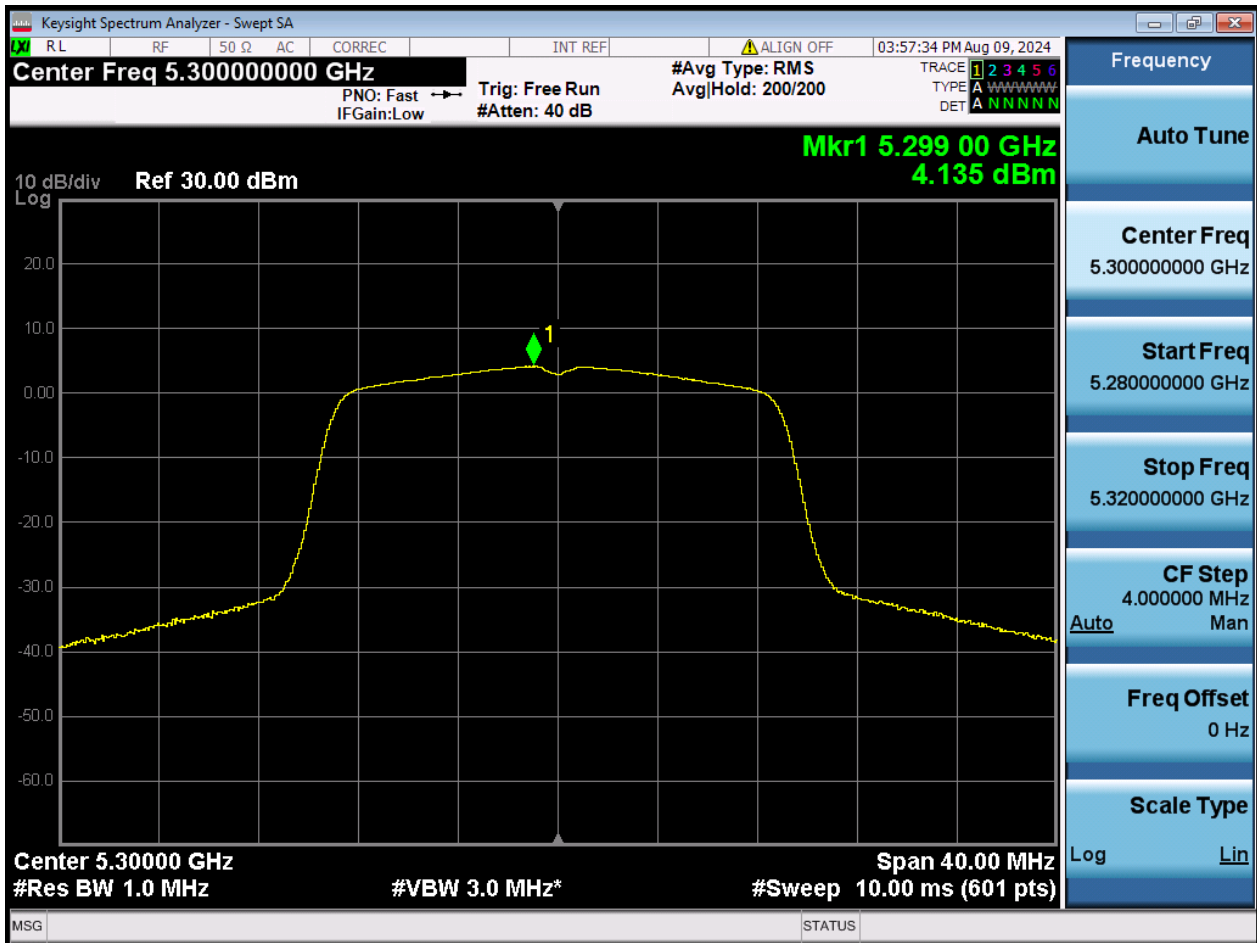 Keysight Spectrum Analyzer - Swept SA
LXI RL RF 50 Ω AC CORREC INT REF ALIGN OFF 03:57:34 PM Aug 09, 2024
Center Freq 5.300000000 GHz
PNO: Fast
IFGain:Low
Trig: Free Run
#Atten: 40 dB
#Avg Type: RMS
Avg|Hold: 200/200
TRACE 1 2 3 4 5 6
TYPE A WWWWW
DET A N N N N N
Mkr1 5.299 00 GHz
4.135 dBm
10 dB/div Ref 30.00 dBm
Log
20.0
10.0
0.00
-10.0
-20.0
-30.0
-40.0
-50.0
-60.0
1
Center 5.30000 GHz
Span 40.00 MHz
#Res BW 1.0 MHz
#VBW 3.0 MHz*
#Sweep 10.00 ms (601 pts)
MSG
STATUS
Frequency
Auto Tune
Center Freq
5.300000000 GHz
Start Freq
5.280000000 GHz
Stop Freq
5.320000000 GHz
CF Step
4.000000 MHz
Auto Man
Freq Offset
0 Hz
Scale Type
Log Lin